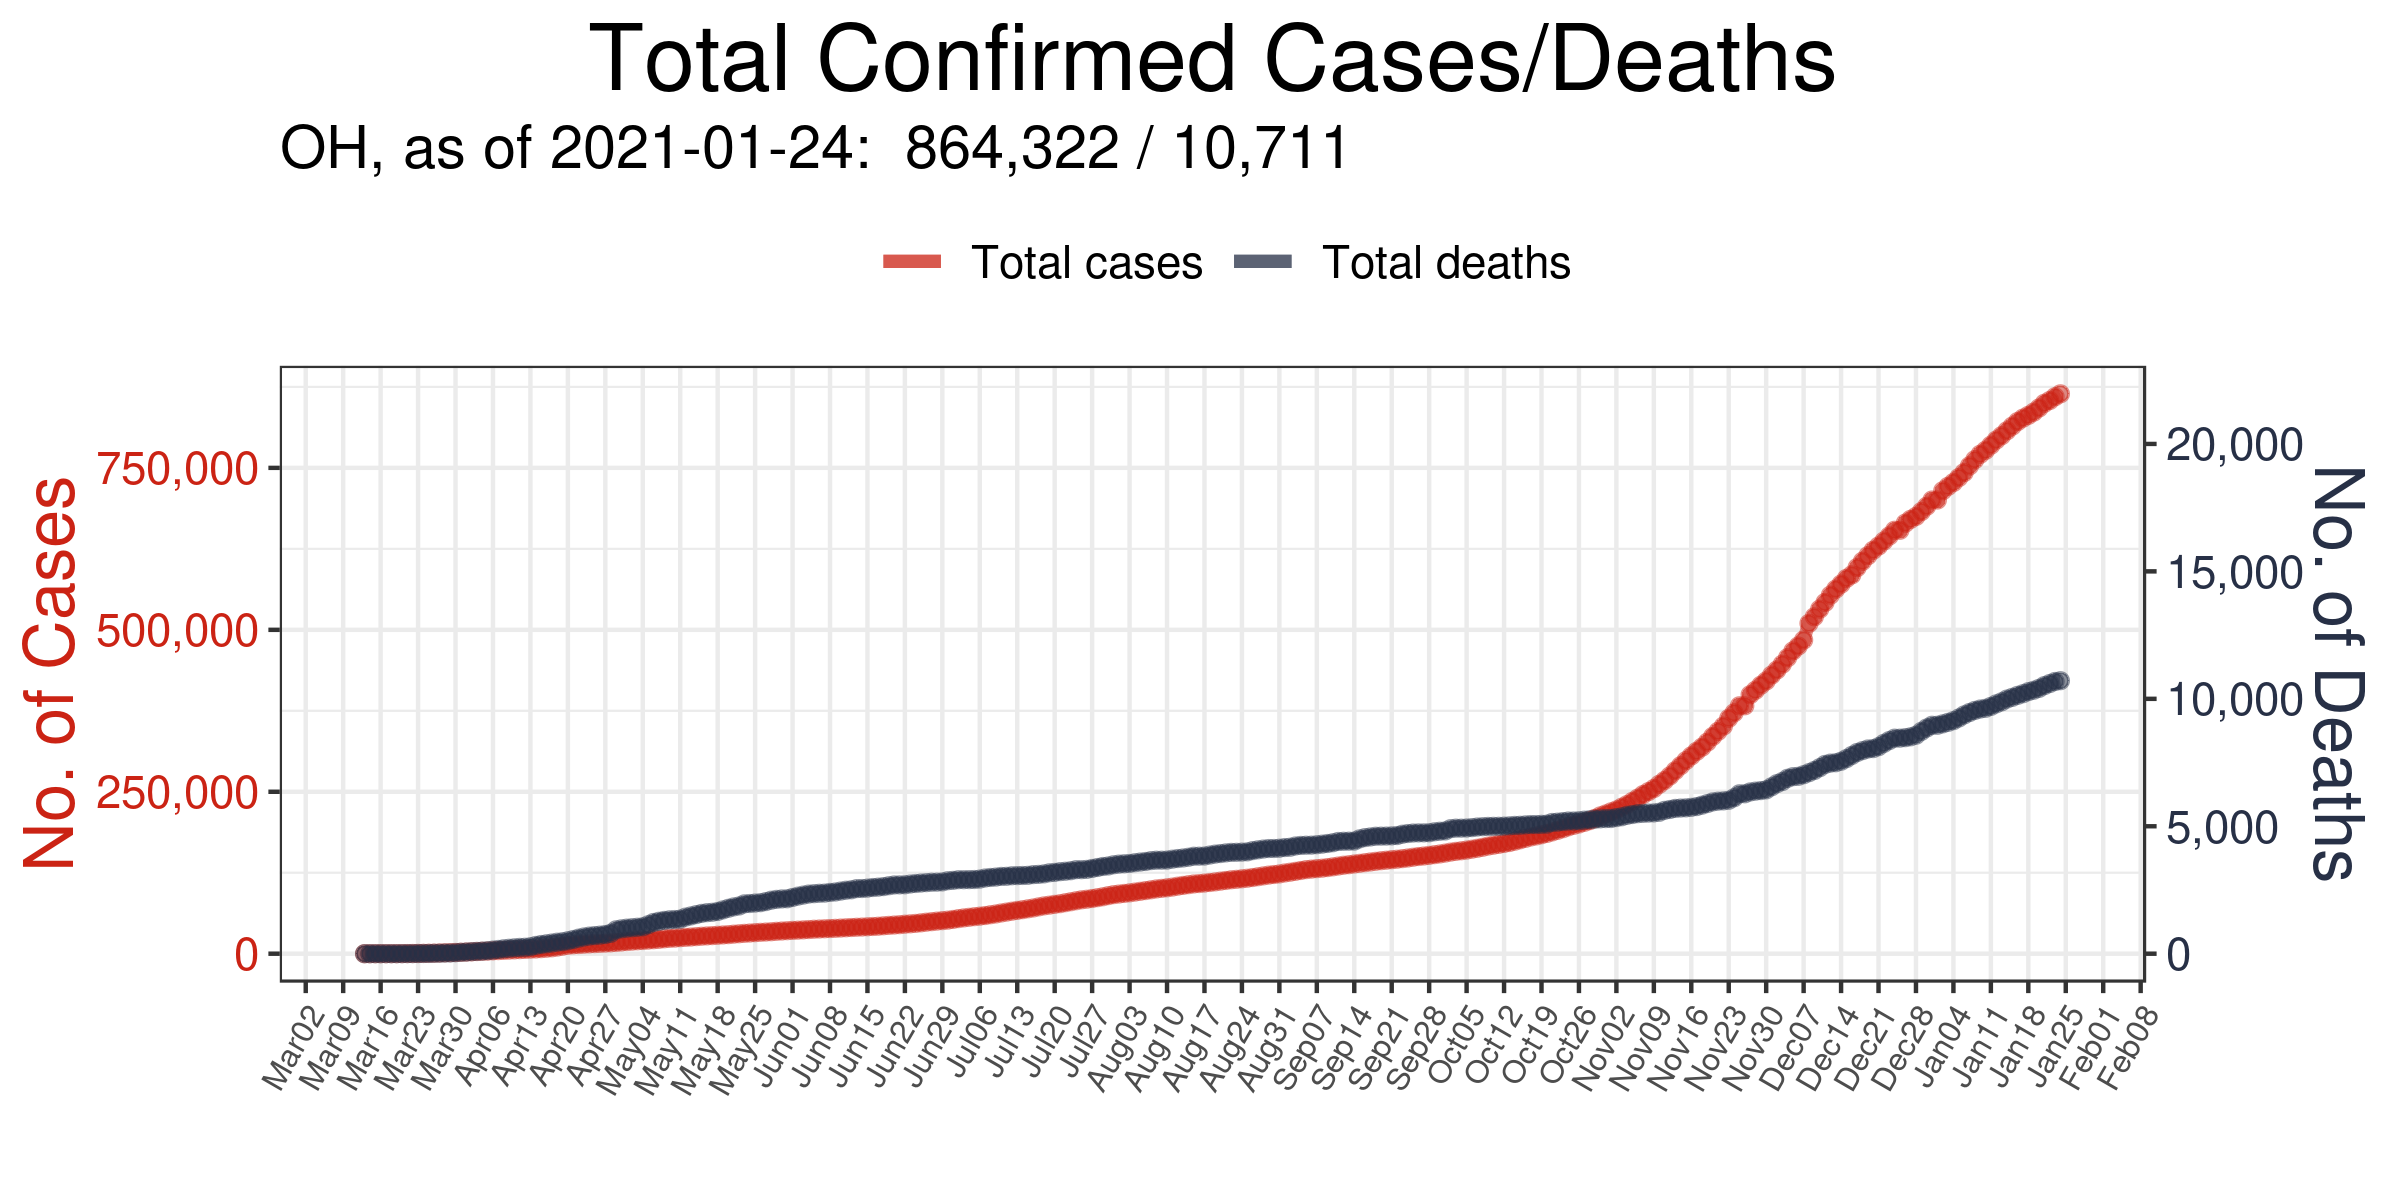 Total Confirmed Cases/Deaths
OH, as of 2021-01-24: 864,322 / 10,711
Total cases
Total deaths
No. of Cases
750,000
500,000
250,000
0
20,000
15,000
10,000
5,000
0
No. of Deaths
Mar02
Mar09
Mar16
Mar23
Mar30
Apr06
Apr13
Apr20
Apr27
May04
May11
May18
May25
Jun01
Jun08
Jun15
Jun22
Jun29
Jul06
Jul13
Jul20
Jul27
Aug03
Aug10
Aug17
Aug24
Aug31
Sep07
Sep14
Sep21
Sep28
Oct05
Oct12
Oct19
Oct26
Nov02
Nov09
Nov16
Nov23
Nov30
Dec07
Dec14
Dec21
Dec28
Jan04
Jan11
Jan18
Jan25
Feb01
Feb08